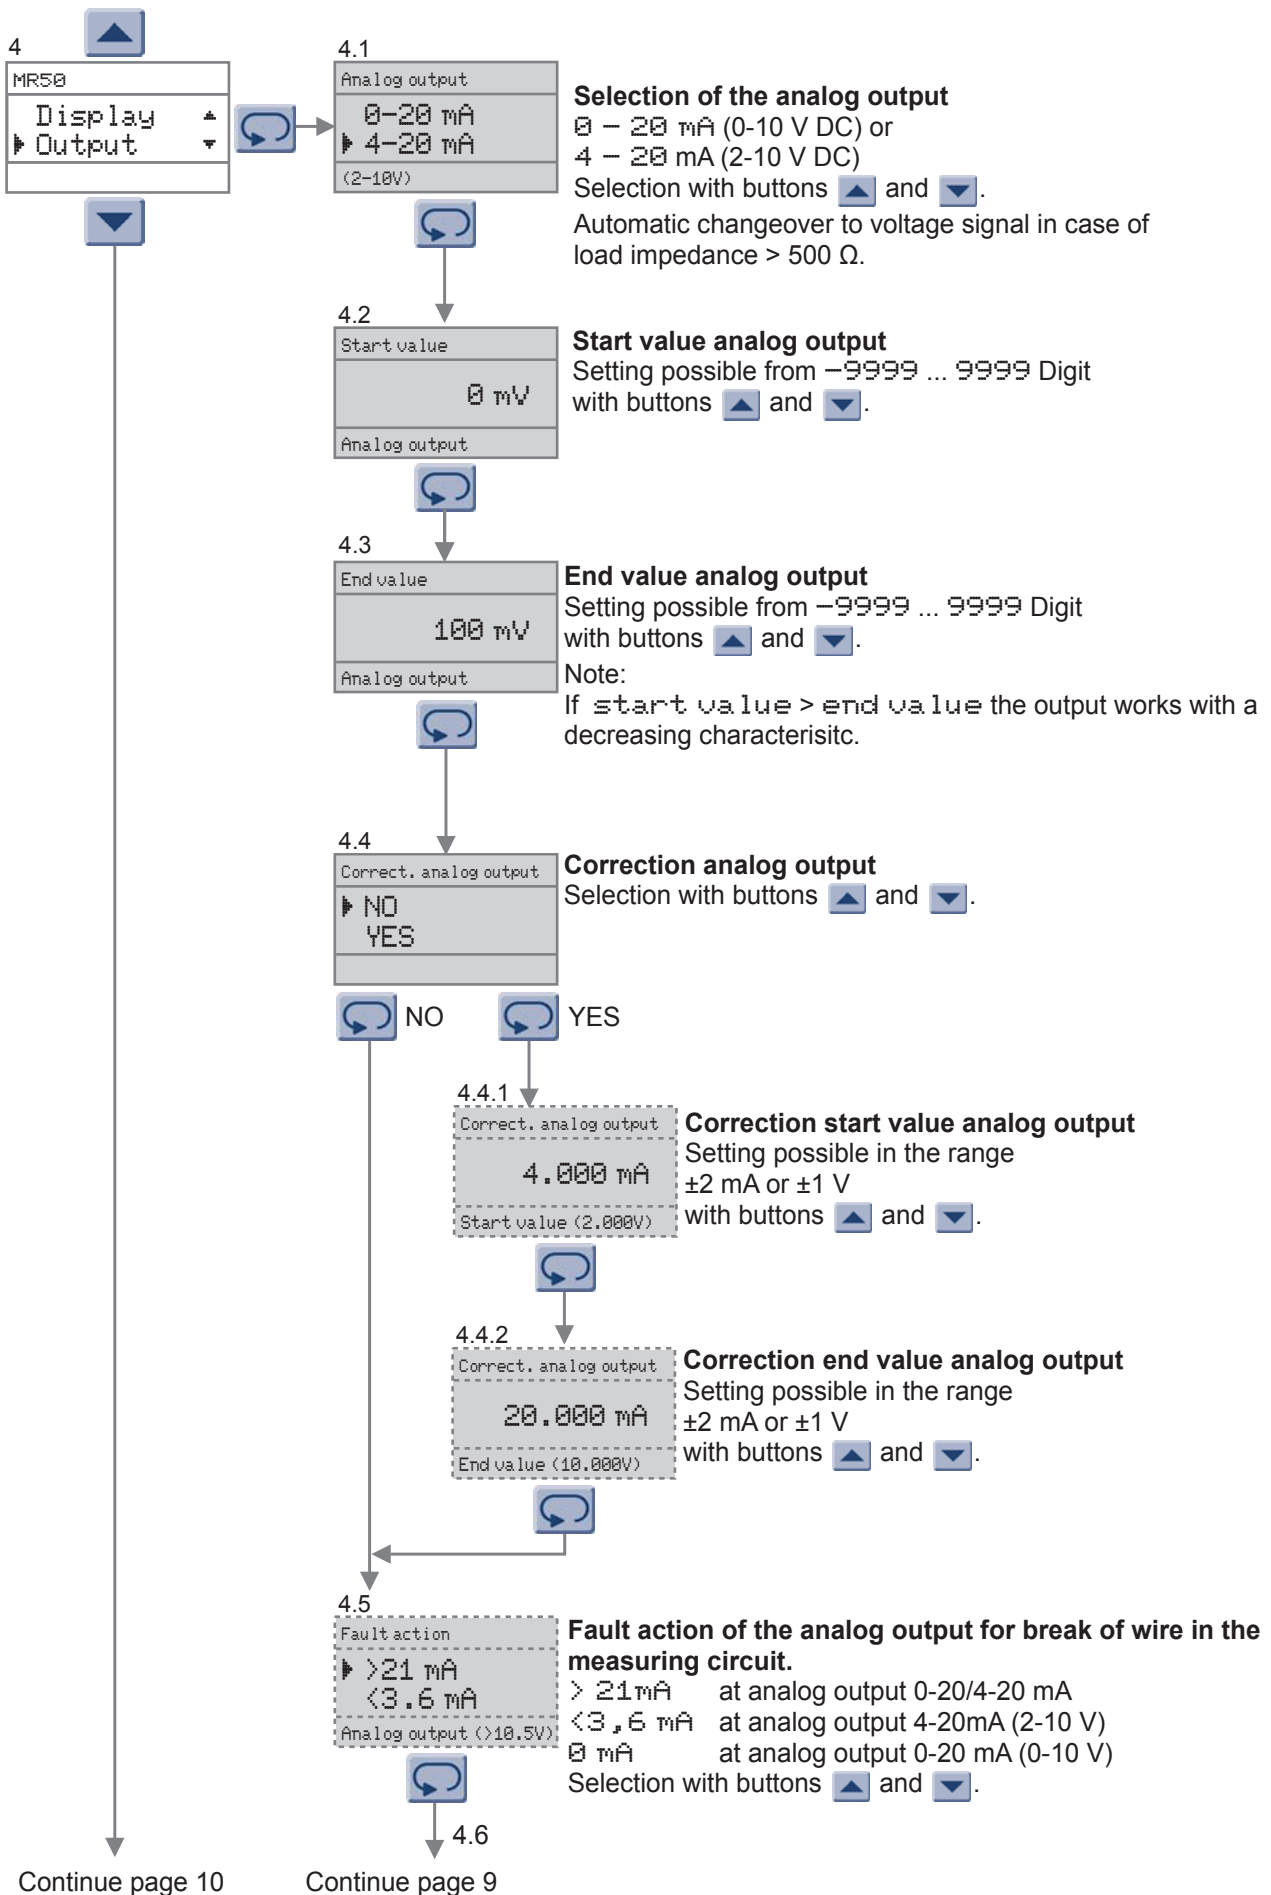 4
MR50
Display
Output
4.1
Analog output
0-20 mA
4-20 mA
(2-10V)
Selection of the analog output
0 - 20 mA (0-10 V DC) or
4 - 20 mA (2-10 V DC)
Selection with buttons and .
Automatic changeover to voltage signal in case of
load impedance > 500 Ω.
4.2
Start value
0 mV
Analog output
Start value analog output
Setting possible from -9999 ... 9999 Digit
with buttons and .
4.3
End value
100 mV
Analog output
End value analog output
Setting possible from -9999 ... 9999 Digit
with buttons and .
Note:
If start value > end value the output works with a
decreasing characterisitc.
4.4
Correct. analog output
NO
YES
Correction analog output
Selection with buttons and .
NO
YES
4.4.1
Correct. analog output
4.000 mA
Start value (2.000V)
Correction start value analog output
Setting possible in the range
±2 mA or ±1 V
with buttons and .
4.4.2
Correct. analog output
20.000 mA
End value (10.000V)
Correction end value analog output
Setting possible in the range
±2 mA or ±1 V
with buttons and .
4.5
Fault action
>21 mA
<3.6 mA
Analog output (>10.5V)
Fault action of the analog output for break of wire in the
measuring circuit.
> 21mA at analog output 0-20/4-20 mA
<3,6 mA at analog output 4-20mA (2-10 V)
0 mA at analog output 0-20 mA (0-10 V)
Selection with buttons and .
4.6
Continue page 10
Continue page 9